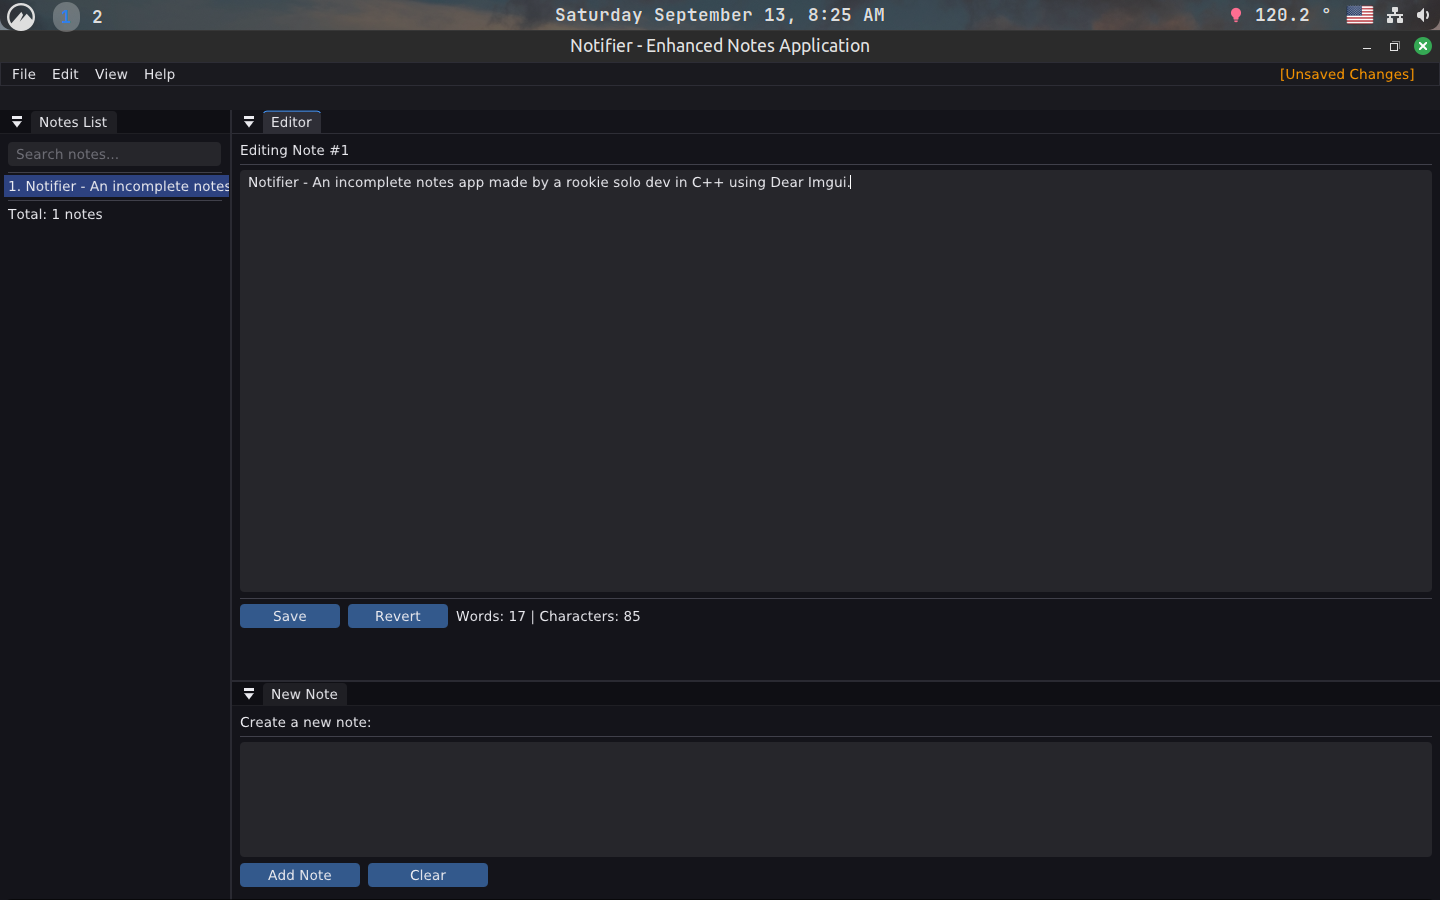 1 2 Saturday September 13, 8:25 AM 120.2 °
Notifier - Enhanced Notes Application
File Edit View Help [Unsaved Changes]
Notes List
Search notes...
1. Notifier - An incomplete notes
Total: 1 notes
Editor
Editing Note #1
Notifier - An incomplete notes app made by a rookie solo dev in C++ using Dear Imgui.
Save Revert Words: 17 | Characters: 85
New Note
Create a new note:
Add Note Clear